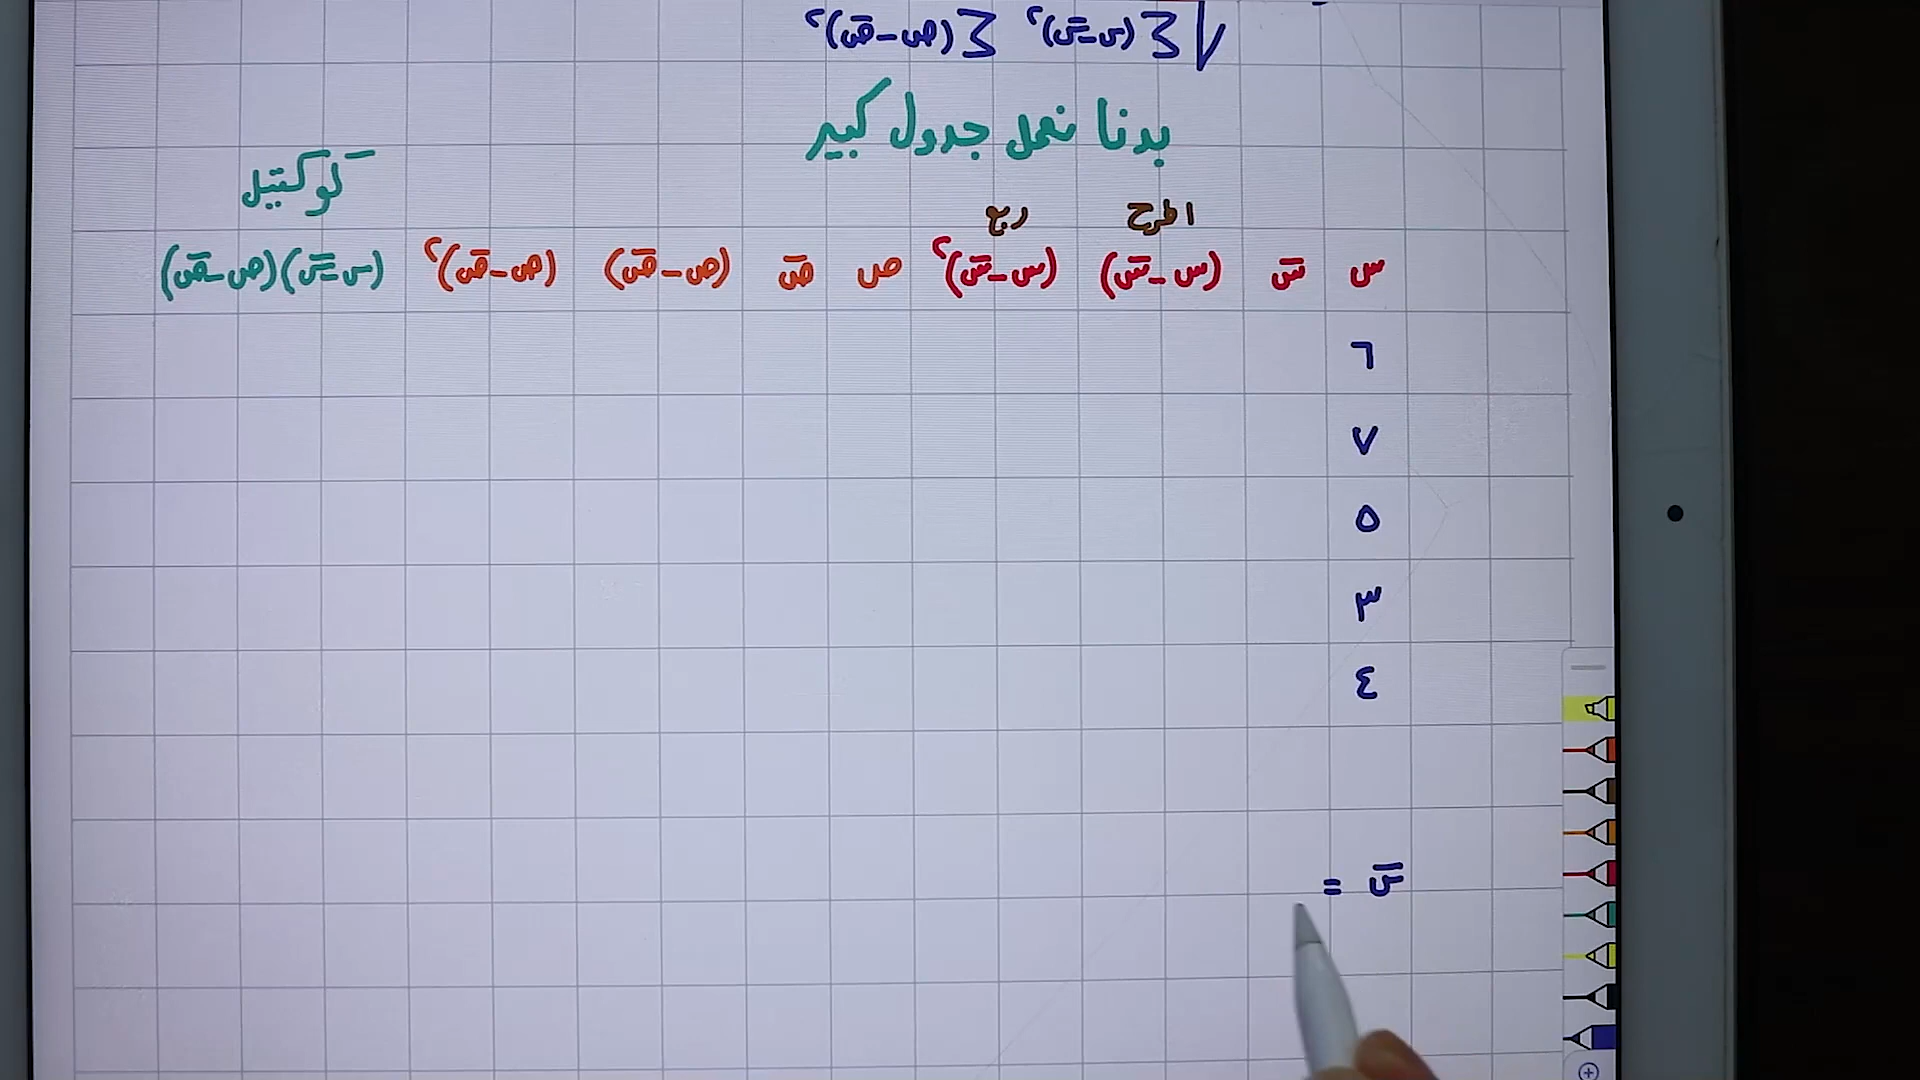 √Σ(س-س̄)² Σ(ص-ص̄)²
بدنا نعمل جدول كبير
كوكتيل
اطرح ربع
س س̄ (س-س̄) (س-س̄)² ص ص̄ (ص-ص̄) (ص-ص̄)² (س-س̄)(ص-ص̄)
٦
٧
٥
٣
٤
س̄ =